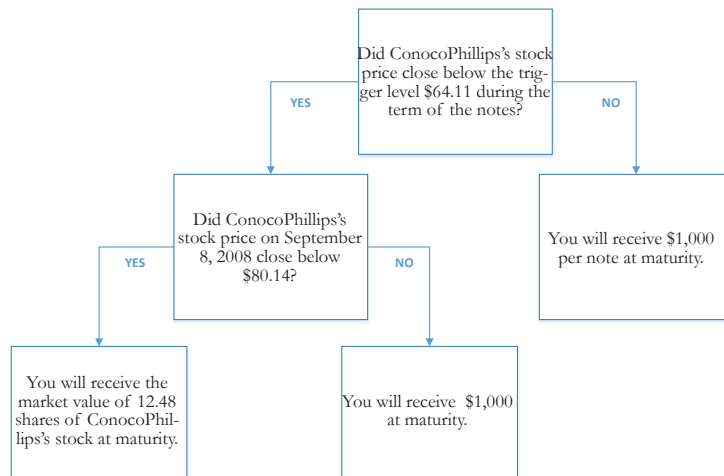 Did ConocoPhillips's stock
price close below the trig-
ger level $64.11 during the
term of the notes?
YES
NO
Did ConocoPhillips's
stock price on September
8, 2008 close below
$80.14?
You will receive $1,000
per note at maturity.
YES
NO
You will receive the
market value of 12.48
shares of ConocoPhil-
lips's stock at maturity.
You will receive $1,000
at maturity.